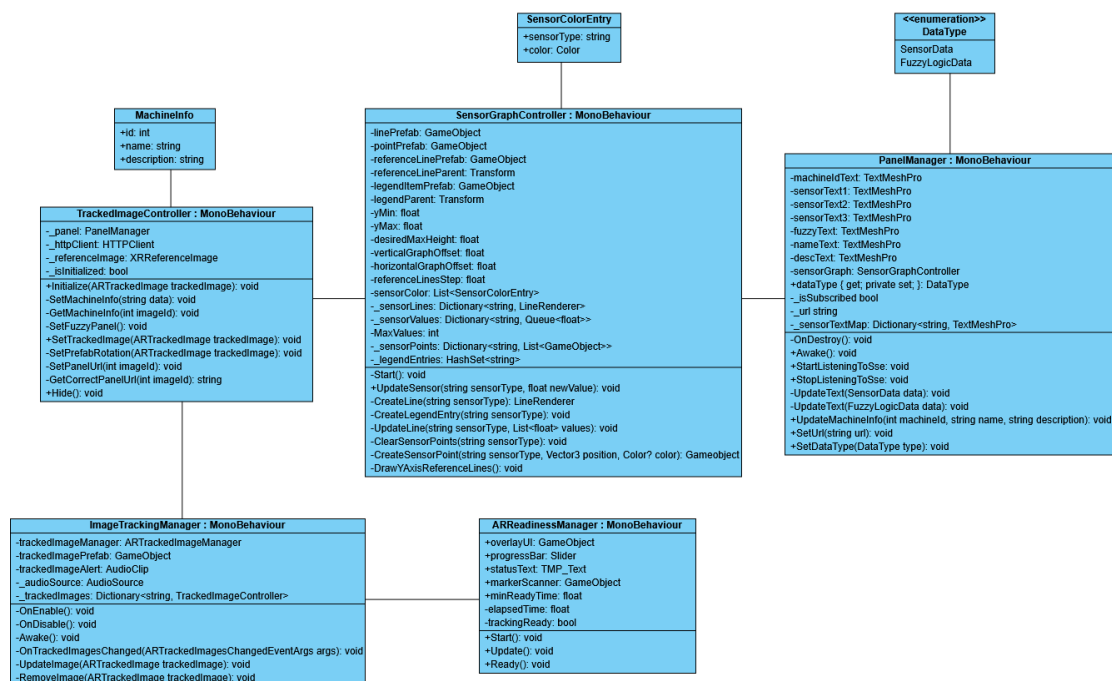 SensorColorEntry
+sensorType: string
+color: Color
<<enumeration>>
DataType
SensorData
FuzzyLogicData
MachineInfo
+id: int
+name: string
+description: string
SensorGraphController : MonoBehaviour
-linePrefab: GameObject
-pointPrefab: GameObject
-referenceLinePrefab: GameObject
-referenceLineParent: Transform
-legendItemPrefab: GameObject
-legendParent: Transform
-yMin: float
-yMax: float
-desiredMaxHeight: float
-verticalGraphOffset: float
-horizontalGraphOffset: float
-referenceLinesStep: float
-sensorColor: List<SensorColorEntry>
-_sensorLines: Dictionary<string, LineRenderer>
-_sensorValues: Dictionary<string, Queue<float>>
-MaxValues: int
-_sensorPoints: Dictionary<string, List<GameObject>>
-_legendEntries: HashSet<string>
-Start(): void
+UpdateSensor(string sensorType, float newValue): void
-CreateLine(string sensorType): LineRenderer
-CreateLegendEntry(string sensorType): void
-UpdateLine(string sensorType, List<float> values): void
-ClearSensorPoints(string sensorType): void
-CreateSensorPoint(string sensorType, Vector3 position, Color? color): Gameobject
-DrawYAxisReferenceLines(): void
PanelManager : MonoBehaviour
-machineIdText: TextMeshPro
-sensorText1: TextMeshPro
-sensorText2: TextMeshPro
-sensorText3: TextMeshPro
-fuzzyText: TextMeshPro
-nameText: TextMeshPro
-descText: TextMeshPro
-sensorGraph: SensorGraphController
+dataType { get; private set; }: DataType
-_isSubscribed bool
-_url string
-_sensorTextMap: Dictionary<string, TextMeshPro>
-OnDestroy(): void
+Awake(): void
+StartListeningToSse(): void
+StopListeningToSse(): void
-UpdateText(SensorData data): void
-UpdateText(FuzzyLogicData data): void
+UpdateMachineInfo(int machineId, string name, string description): void
+SetUrl(string url): void
+SetDataType(DataType type): void
TrackedImageController : MonoBehaviour
-_panel: PanelManager
-_httpClient: HTTPClient
-_referenceImage: XRReferenceImage
-_isInitialized: bool
+Initialize(ARTrackedImage trackedImage): void
-SetMachineInfo(string data): void
-GetMachineInfo(int imageId): void
-SetFuzzyPanel(): void
+SetTrackedImage(ARTrackedImage trackedImage): void
-SetPrefabRotation(ARTrackedImage trackedImage): void
-SetPanelUrl(int imageId): void
-GetCorrectPanelUrl(int imageId): string
+Hide(): void
ImageTrackingManager : MonoBehaviour
-trackedImageManager: ARTrackedImageManager
-trackedImagePrefab: GameObject
-trackedImageAlert: AudioClip
-_audioSource: AudioSource
-_trackedImages: Dictionary<string, TrackedImageController>
-OnEnable(): void
-OnDisable(): void
-Awake(): void
-OnTrackedImagesChanged(ARTrackedImagesChangedEventArgs args): void
-UpdateImage(ARTrackedImage trackedImage): void
-RemoveImage(ARTrackedImage trackedImage): void
ARReadinessManager : MonoBehaviour
+overlayUI: GameObject
+progressBar: Slider
+statusText: TMP_Text
+markerScanner: GameObject
+minReadyTime: float
-elapsedTime: float
-trackingReady: bool
+Start(): void
+Update(): void
+Ready(): void